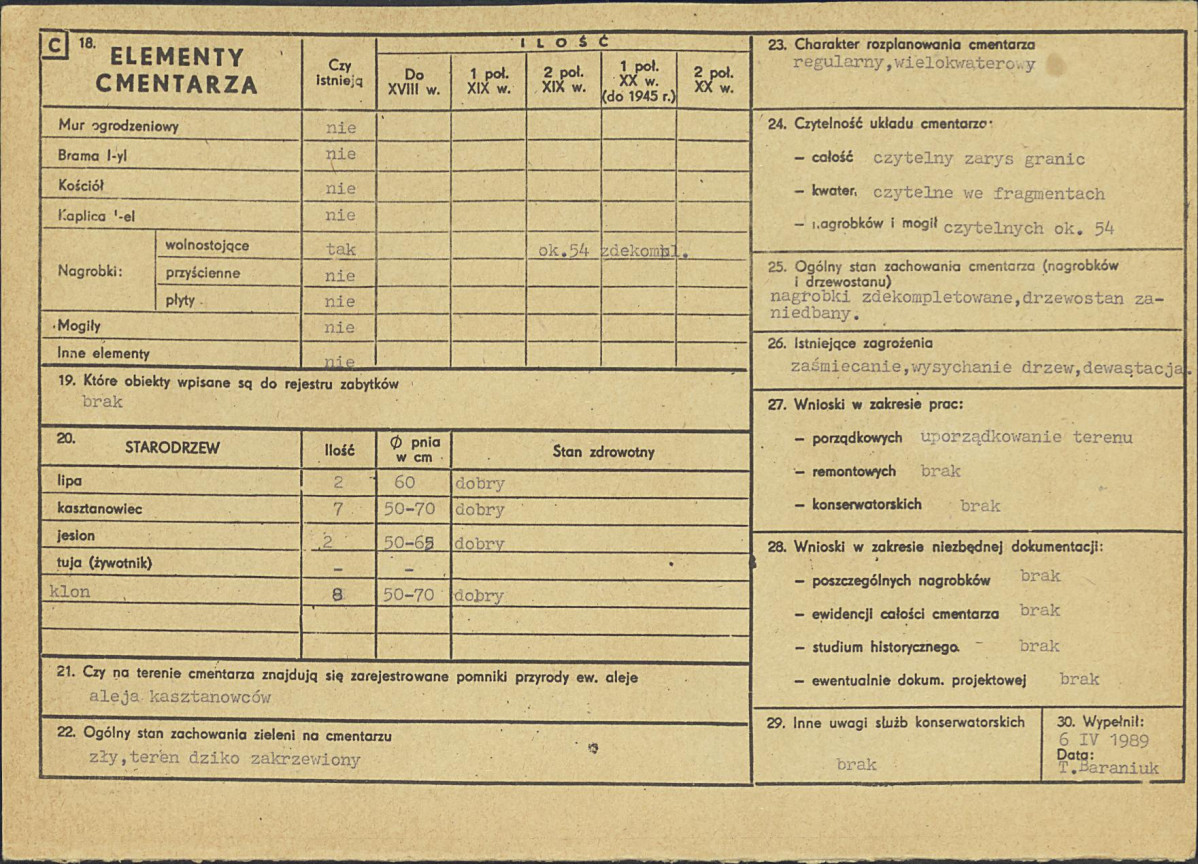 C 18. ELEMENTY CMENTARZA
Czy istnieją
ILOŚĆ
Do XVIII w.
1 poł. XIX w.
2 poł. XIX w.
1 poł. XX w. (do 1945 r.)
2 poł. XX w.
Mur ogrodzeniowy nie
Brama I-yl nie
Kościół nie
Kaplica '-el nie
Nagrobki:
wolnostojące tak ok.54 zdekompl.
przyścienne nie
płyty nie
Mogiły nie
Inne elementy nie
19. Które obiekty wpisane są do rejestru zabytków
brak
20. STARODRZEW Ilość Ø pnia w cm Stan zdrowotny
lipa 2 60 dobry
kasztanowiec 7 50-70 dobry
jesion 2 50-65 dobry
tuja (żywotnik) - -
klon 8 50-70 dobry
21. Czy na terenie cmentarza znajdują się zarejestrowane pomniki przyrody ew. aleje
aleja kasztanowców
22. Ogólny stan zachowania zieleni na cmentarzu
zły,teren dziko zakrzewiony
23. Charakter rozplanowania cmentarza
regularny,wielokwaterowy
24. Czytelność układu cmentarza
– całość czytelny zarys granic
– kwater, czytelne we fragmentach
– nagrobków i mogił czytelnych ok. 54
25. Ogólny stan zachowania cmentarza (nagrobków
i drzewostanu)
nagrobki zdekompletowane,drzewostan za-
niedbany.
26. Istniejące zagrożenia
zaśmiecanie,wysychanie drzew,dewastacja.
27. Wnioski w zakresie prac:
– porządkowych uporządkowanie terenu
– remontowych brak
– konserwatorskich brak
28. Wnioski w zakresie niezbędnej dokumentacji:
– poszczególnych nagrobków brak
– ewidencji całości cmentarza brak
– studium historycznego brak
– ewentualnie dokum. projektowej brak
29. Inne uwagi służb konserwatorskich
brak
30. Wypełnił:
6 IV 1989
Data:
T.Baraniuk